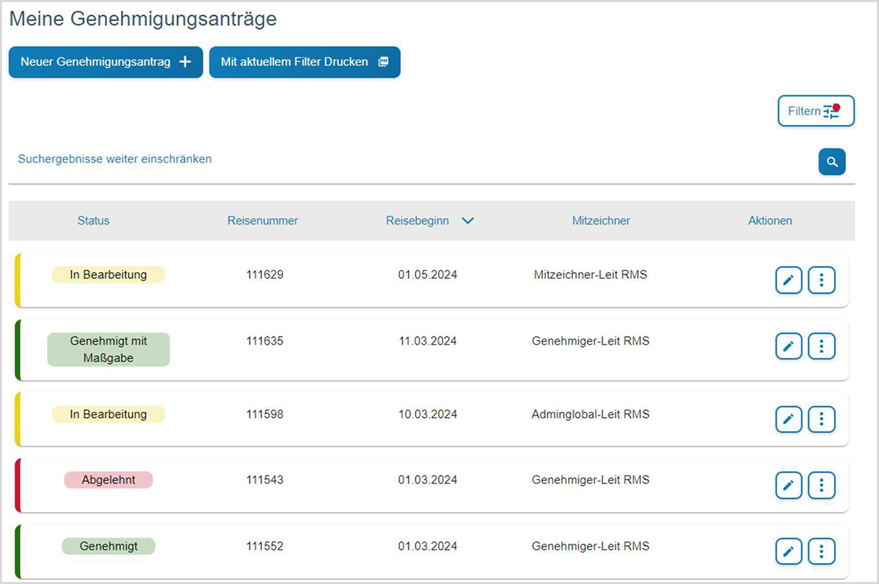 Meine Genehmigungsanträge
Neuer Genehmigungsantrag
Mit aktuellem Filter Drucken
Filtern
Suchergebnisse weiter einschränken
Status Reisenummer Reisebeginn Mitzeichner Aktionen
In Bearbeitung 111629 01.05.2024 Mitzeichner-Leit RMS
Genehmigt mit 111635 11.03.2024 Genehmiger-Leit RMS
Maßgabe
In Bearbeitung 111598 10.03.2024 Adminglobal-Leit RMS
Abgelehnt 111543 01.03.2024 Genehmiger-Leit RMS
Genehmigt 111552 01.03.2024 Genehmiger-Leit RMS